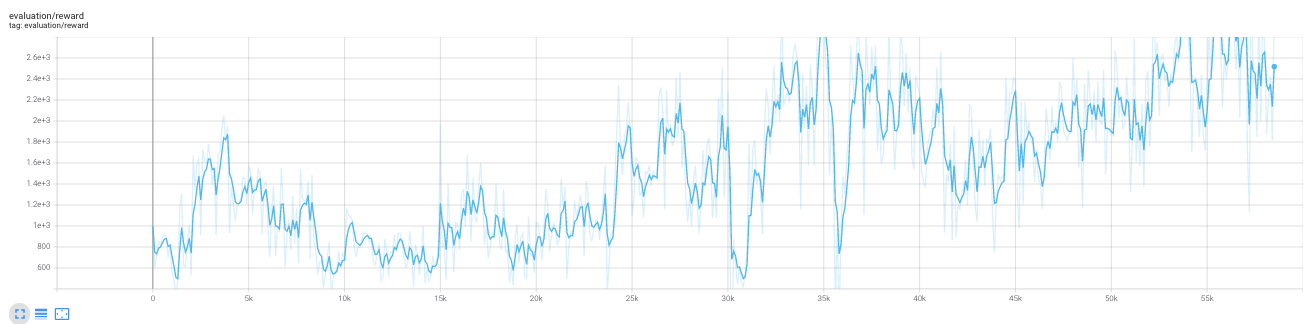 evaluation/reward
tag: evaluation/reward
2.6e+3
2.4e+3
2.2e+3
2e+3
1.8e+3
1.6e+3
1.4e+3
1.2e+3
1e+3
800
600
0 5k 10k 15k 20k 25k 30k 35k 40k 45k 50k 55k